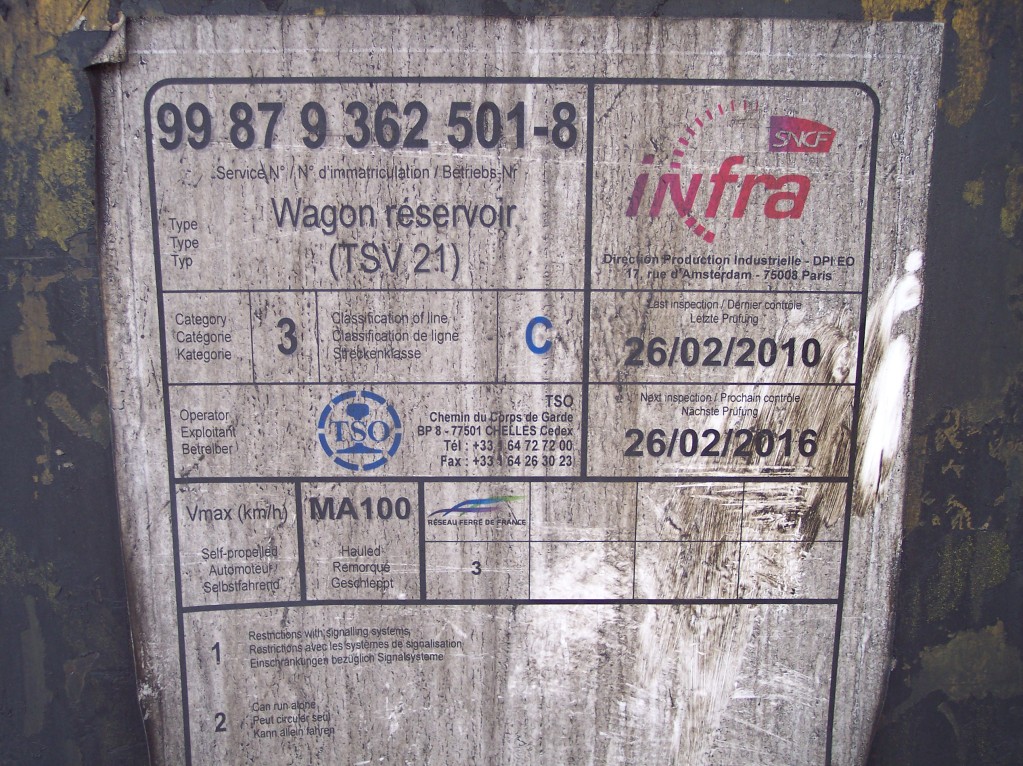 99 87 9 362 501-8
Service N° / N° d'immatriculation / Betriebs-Nr
Type
Type
Typ
Wagon réservoir
(TSV 21)
SNCF
infra
Direction Production Industrielle - DPI EO
17, rue d'Amsterdam - 75008 Paris
Category
Catégorie
Kategorie
3
Classification of line
Classification de ligne
Streckenklasse
C
Last inspection / Dernier contrôle
Letzte Prüfung
26/02/2010
Operator
Exploitant
Betreiber
TSO
TSO
Chemin du Corps de Garde
BP 8 - 77501 CHELLES Cedex
Tél : +33 1 64 72 72 00
Fax : +33 1 64 26 30 23
Next inspection / Prochain contrôle
Nächste Prüfung
26/02/2016
Vmax (km/h)
Self-propelled
Automoteur
Selbstfahrend
MA100
Hauled
Remorqué
Geschleppt
RÉSEAU FERRÉ DE FRANCE
3
1
Restrictions with signalling systems
Restrictions avec les systèmes de signalisation
Einschränkungen bezüglich Signalsysteme
2
Can run alone
Peut circuler seul
Kann allein fahren